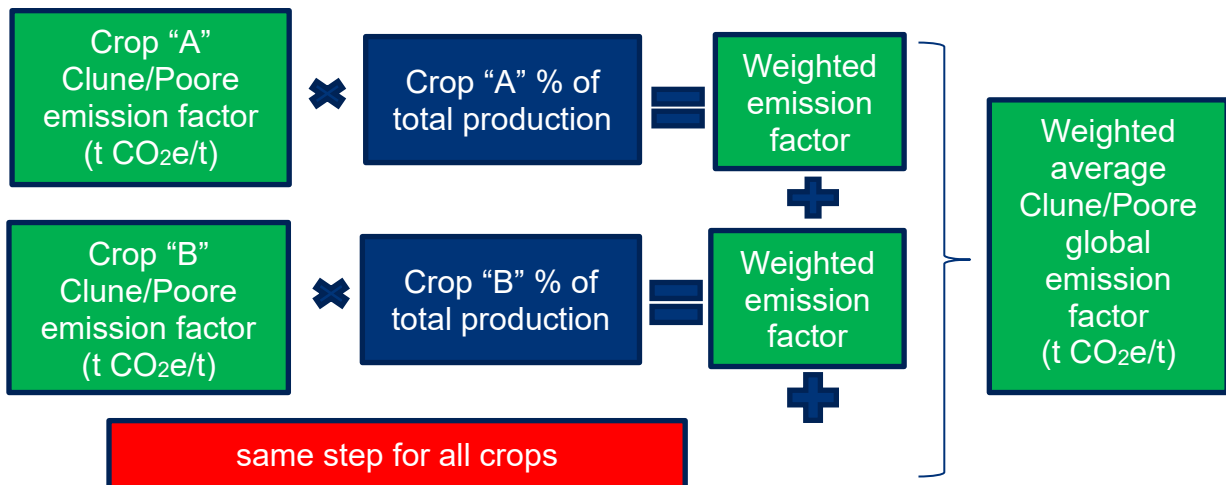 Crop “A”
Clune/Poore
emission factor
(t CO₂e/t)
Crop “A” % of
total production
Weighted
emission
factor
Crop “B”
Clune/Poore
emission factor
(t CO₂e/t)
Crop “B” % of
total production
Weighted
emission
factor
same step for all crops
Weighted
average
Clune/Poore
global
emission
factor
(t CO₂e/t)